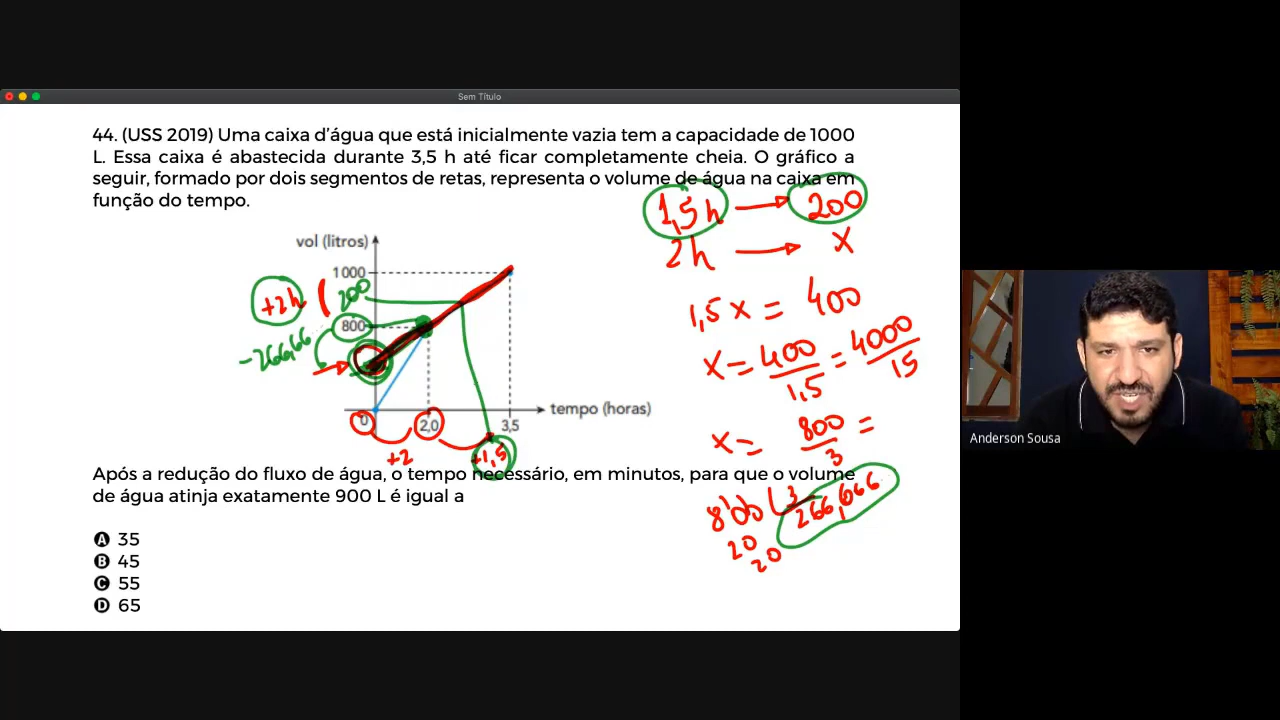 Sem Título
44. (USS 2019) Uma caixa d'água que está inicialmente vazia tem a capacidade de 1000
L. Essa caixa é abastecida durante 3,5 h até ficar completamente cheia. O gráfico a
seguir, formado por dois segmentos de retas, representa o volume de água na caixa em
função do tempo.
1,5 h → 200
2h → x
vol (litros)
1000
+2h
200
800
-266,66
1,5 x = 400
x = 400/1,5 = 4000/15
0
2,0
3,5
tempo (horas)
+2
+1,5
x = 800/3 =
Após a redução do fluxo de água, o tempo necessário, em minutos, para que o volume
de água atinja exatamente 900 L é igual a
800 3
266,666
20
20
A 35
B 45
C 55
D 65
Anderson Sousa